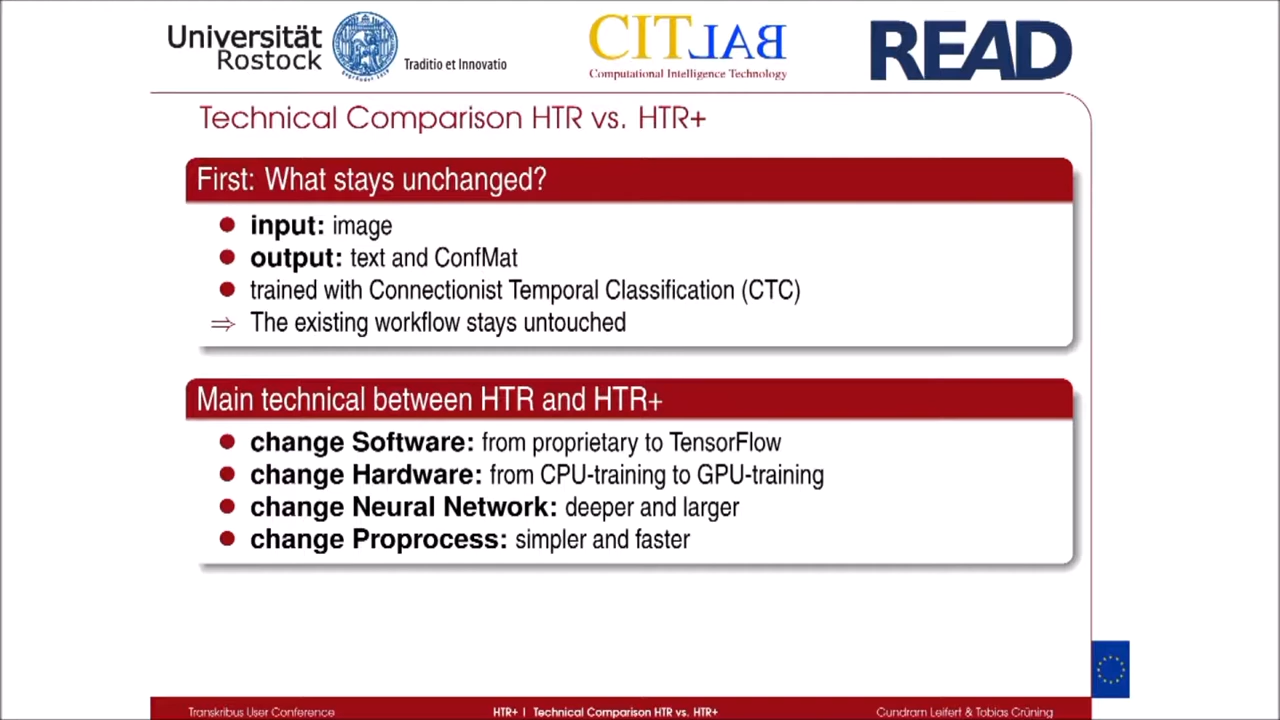 Universität
Rostock
Traditio et Innovatio
CITLAB
Computational Intelligence Technology
READ
Technical Comparison HTR vs. HTR+
First: What stays unchanged?
input: image
output: text and ConfMat
trained with Connectionist Temporal Classification (CTC)
⇒ The existing workflow stays untouched
Main technical between HTR and HTR+
change Software: from proprietary to TensorFlow
change Hardware: from CPU-training to GPU-training
change Neural Network: deeper and larger
change Proprocess: simpler and faster
Transkribus User Conference
HTR+ | Technical Comparison HTR vs. HTR+
Gundram Leifert & Tobias Grüning